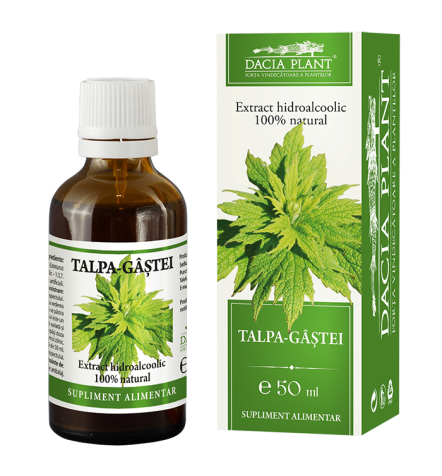 TALPA-GÂȘTEI
Extract hidroalcoolic
100% natural
SUPLIMENT ALIMENTAR
DACIA PLANT®
FORȚA VINDECĂTOARE A PLANTELOR
Extract hidroalcoolic
100% natural
TALPA-GÂȘTEI
e 50 ml
SUPLIMENT ALIMENTAR
DACIA PLANT®
FORȚA VINDECĂTOARE A PLANTELOR